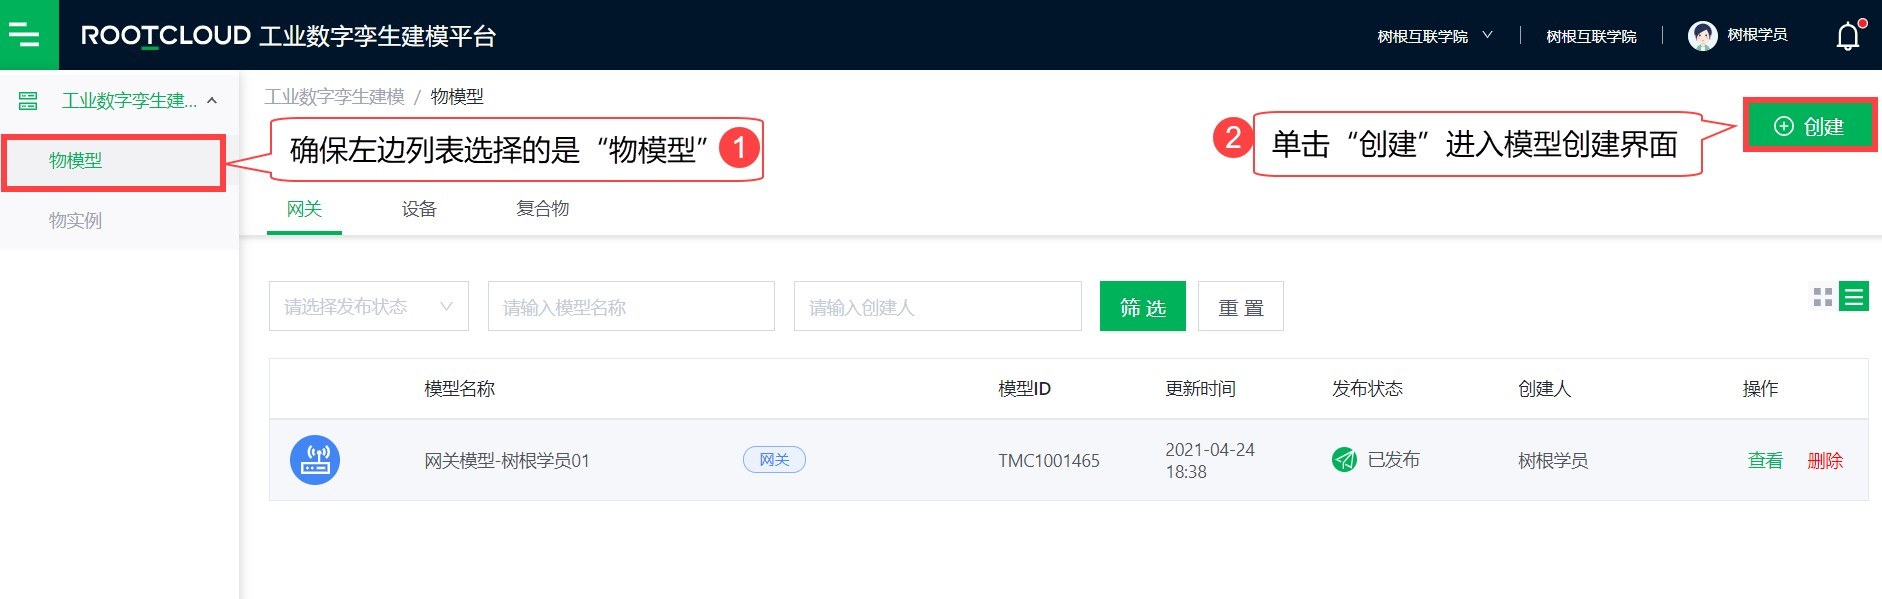 ROOTCLOUD 工业数字孪生建模平台
树根互联学院
树根互联学院
树根学员
工业数字孪生建...
物模型
物实例
工业数字孪生建模 / 物模型
确保左边列表选择的是“物模型” 1
2 单击“创建”进入模型创建界面
创建
网关
设备
复合物
请选择发布状态
请输入模型名称
请输入创建人
筛 选
重 置
模型名称
模型ID
更新时间
发布状态
创建人
操作
网关模型-树根学员01
网关
TMC1001465
2021-04-24
18:38
已发布
树根学员
查看
删除